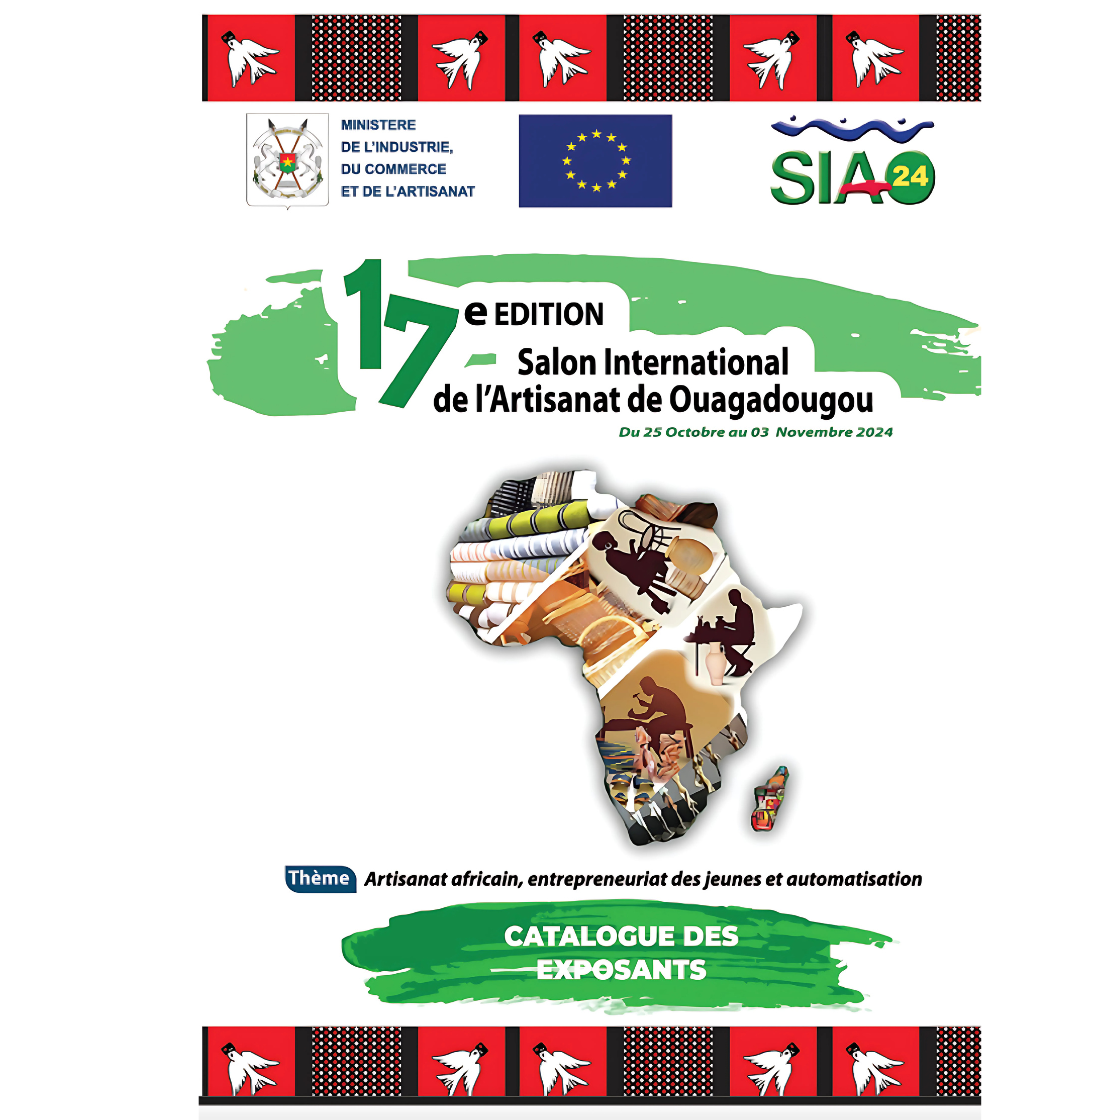 MINISTERE
DE L'INDUSTRIE,
DU COMMERCE
ET DE L'ARTISANAT
SIAO 24
17e EDITION
Salon International
de l'Artisanat de Ouagadougou
Du 25 Octobre au 03 Novembre 2024
Thème Artisanat africain, entrepreneuriat des jeunes et automatisation
CATALOGUE DES
EXPOSANTS